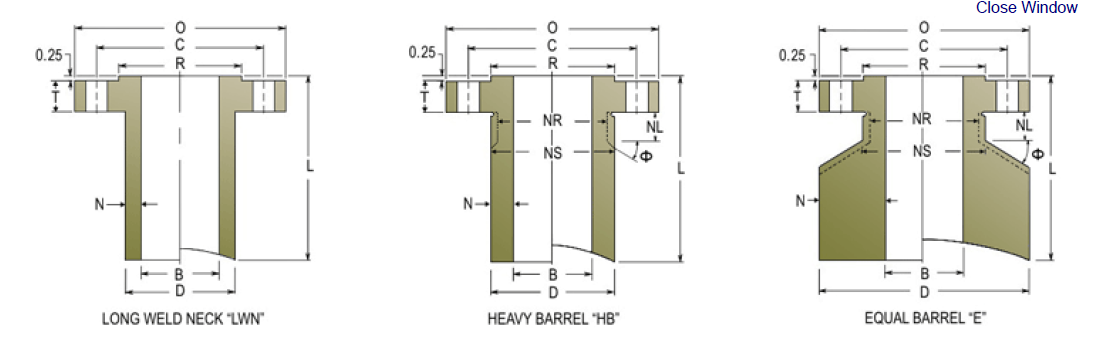 Close Window
O
C
0.25
R
T
L
N
B
D
LONG WELD NECK “LWN”
O
C
0.25
R
T
NR
NL
NS
Φ
L
N
B
D
HEAVY BARREL “HB”
O
C
0.25
R
T
NR
NL
NS
Φ
L
N
B
D
EQUAL BARREL “E”